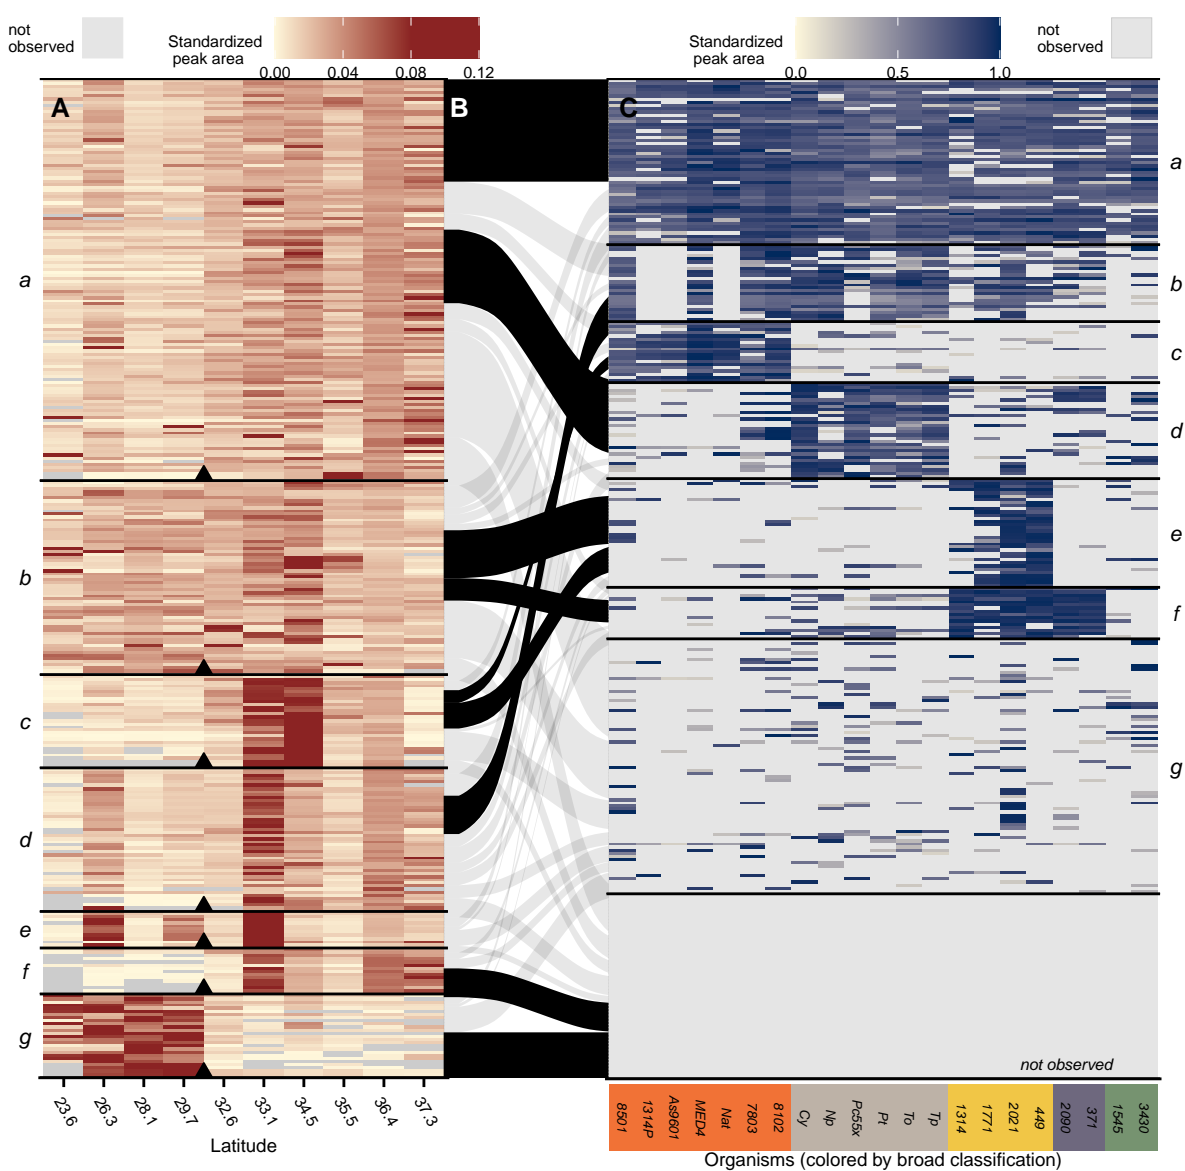 not
observed
Standardized
peak area
0.00 0.04 0.08 0.12
Standardized
peak area
0.0 0.5 1.0
not
observed
A
B
C
a
b
c
d
e
f
g
a
b
c
d
e
f
g
not observed
23.6 26.3 28.1 29.7 32.6 33.1 34.5 35.5 36.4 37.3
Latitude
8501 1314P As9601 MED4 Nat 7803 8102 Cy Np Pc55x Pt To Tp 1314 1771 2021 449 2090 371 1545 3430
Organisms (colored by broad classification)